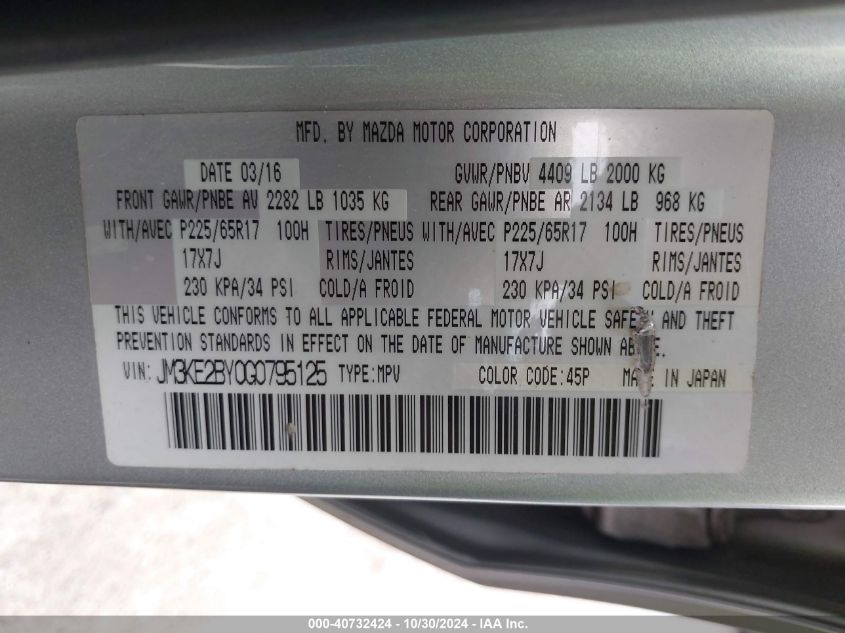 MFD. BY MAZDA MOTOR CORPORATION
DATE 03/16 GVWR/PNBV 4409 LB 2000 KG
FRONT GAWR/PNBE AV 2282 LB 1035 KG REAR GAWR/PNBE AR 2134 LB 968 KG
WITH/AVEC P225/65R17 100H TIRES/PNEUS WITH/AVEC P225/65R17 100H TIRES/PNEUS
17X7J RIMS/JANTES 17X7J RIMS/JANTES
230 KPA/34 PSI COLD/A FROID 230 KPA/34 PSI COLD/A FROID
THIS VEHICLE CONFORMS TO ALL APPLICABLE FEDERAL MOTOR VEHICLE AND THEFT
PREVENTION STANDARDS IN EFFECT ON THE DATE OF MANUFACTURE SHOWN
VIN: JM3KE2BY0G0795125 TYPE:MPV COLOR CODE:45P IN JAPAN
000-40732424 - 10/30/2024 - IAA Inc.